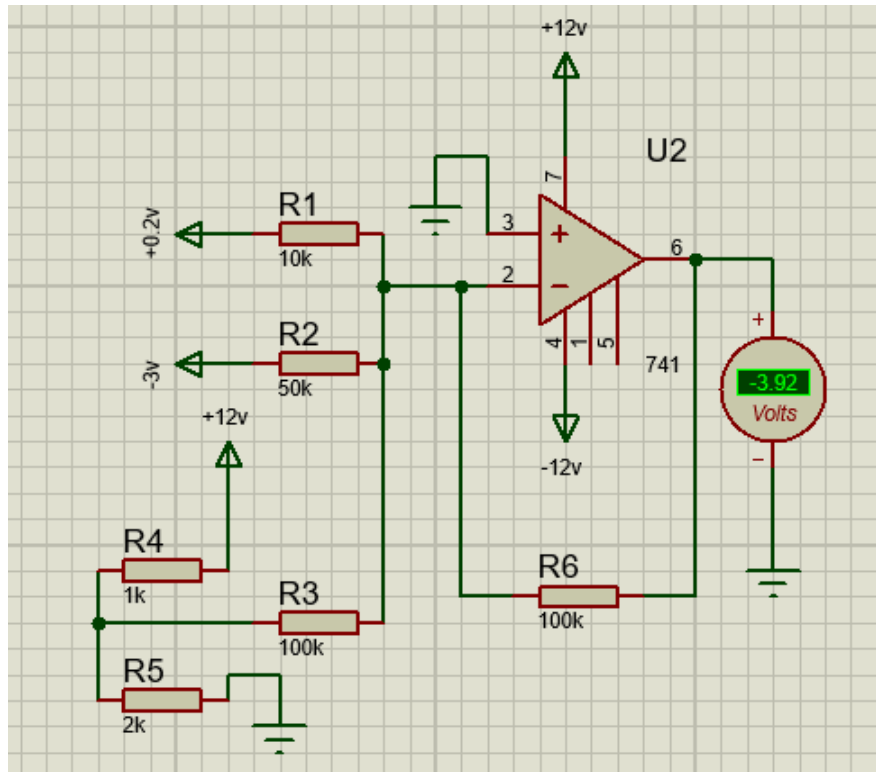 +12v
U2
7
R1
+0.2v
10k
3
+
6
2
−
R2
-3v
50k
4
1
5
741
+
-3.92
Volts
−
+12v
-12v
R4
1k
R3
100k
R6
100k
R5
2k